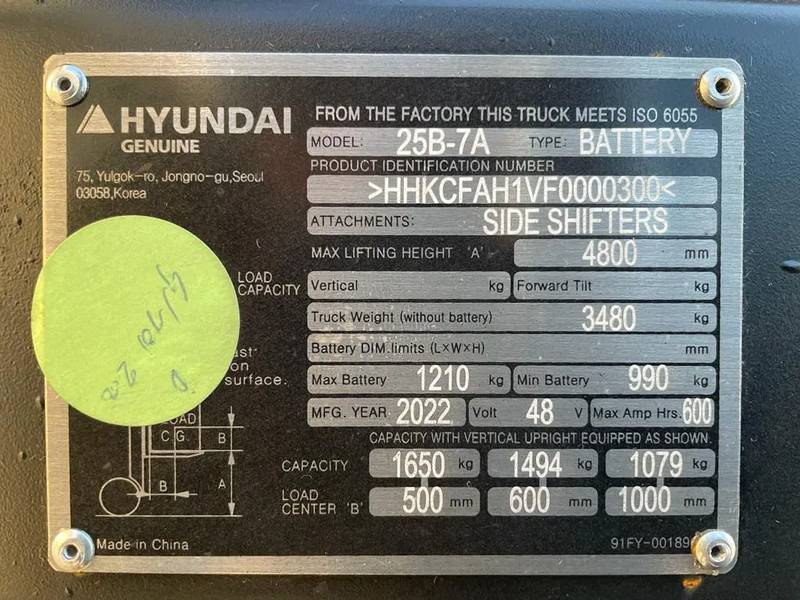 HYUNDAI
GENUINE
75, Yulgok-ro, Jongno-gu,Seoul
03058,Korea
FROM THE FACTORY THIS TRUCK MEETS ISO 6055
MODEL: 25B-7A TYPE: BATTERY
PRODUCT IDENTIFICATION NUMBER
>HHKCFAH1VF0000300<
ATTACHMENTS: SIDE SHIFTERS
MAX LIFTING HEIGHT 'A' 4800 mm
LOAD CAPACITY
Vertical kg Forward Tilt kg
Truck Weight (without battery) 3480 kg
Battery DIM.limits (L×W×H) mm
Max Battery 1210 kg Min Battery 990 kg
MFG. YEAR 2022 Volt 48 V Max Amp Hrs. 600
on
surface.
LOAD
C.G.
B
B
A
CAPACITY WITH VERTICAL UPRIGHT EQUIPPED AS SHOWN.
CAPACITY 1650 kg 1494 kg 1079 kg
LOAD CENTER 'B' 500 mm 600 mm 1000 mm
Made in China
91FY-00189